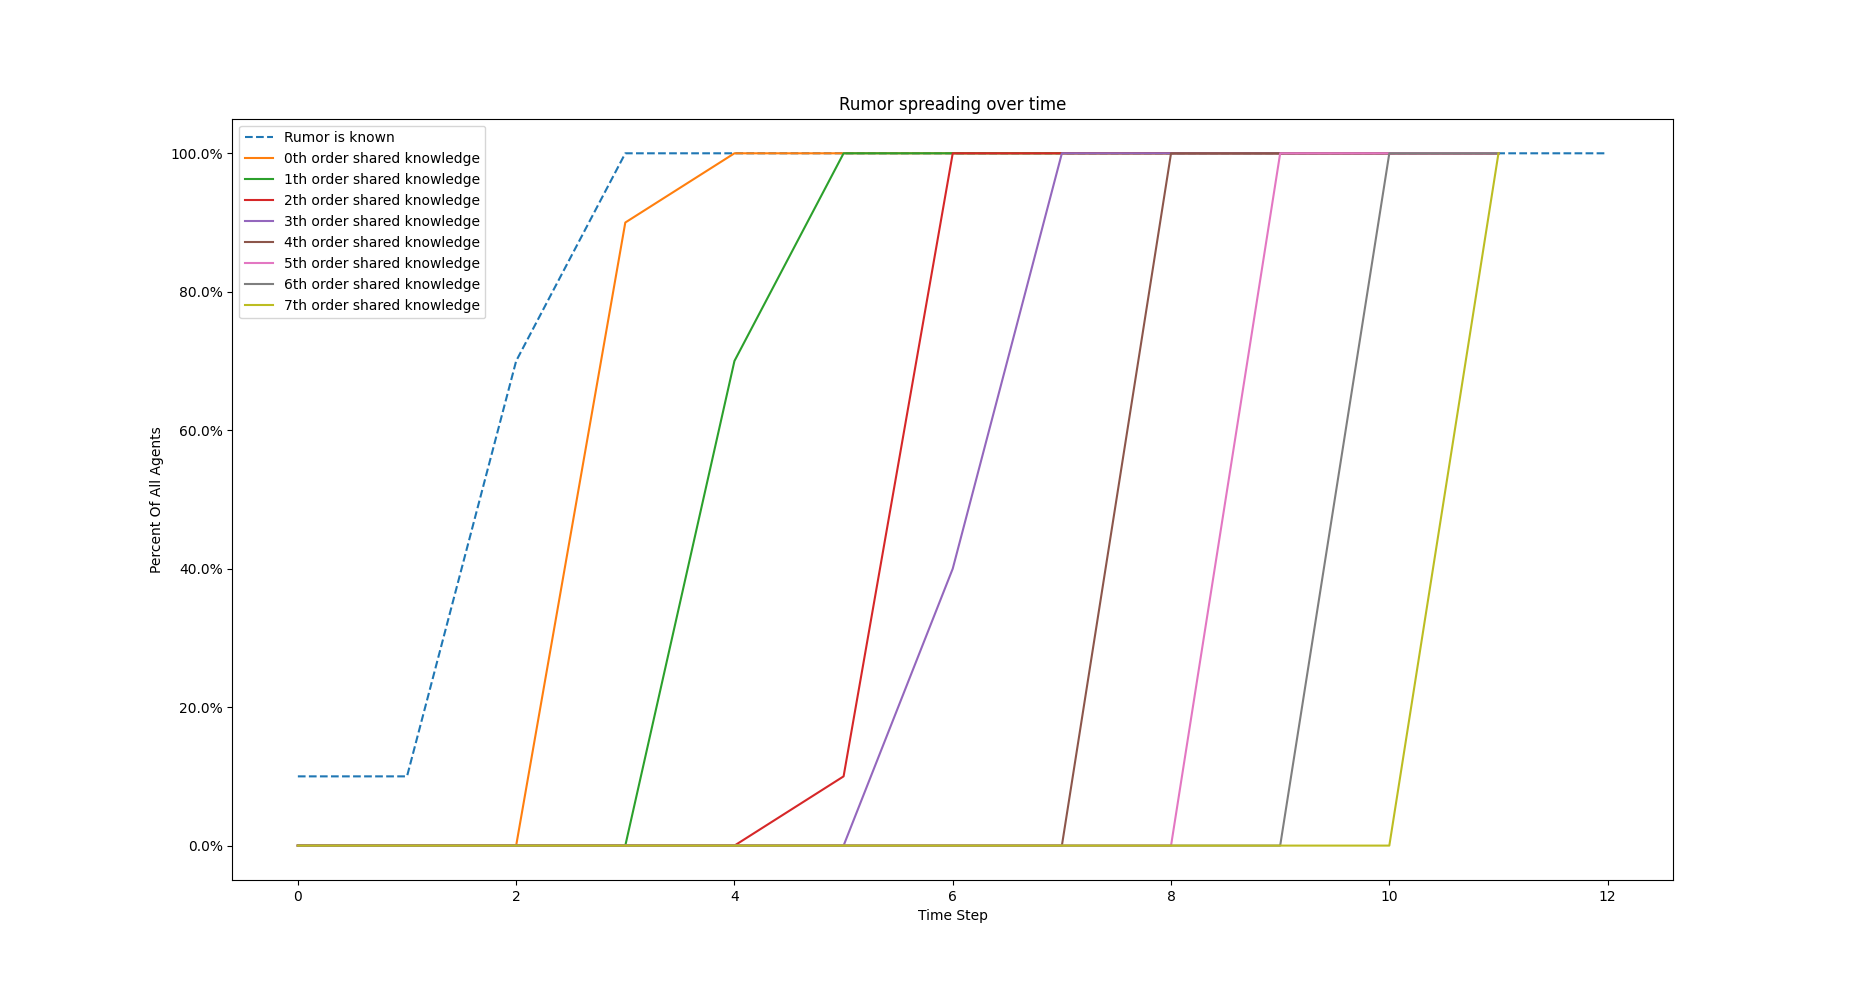 Rumor spreading over time
Rumor is known
0th order shared knowledge
1th order shared knowledge
2th order shared knowledge
3th order shared knowledge
4th order shared knowledge
5th order shared knowledge
6th order shared knowledge
7th order shared knowledge
100.0%
80.0%
60.0%
40.0%
20.0%
0.0%
Percent Of All Agents
0 2 4 6 8 10 12
Time Step